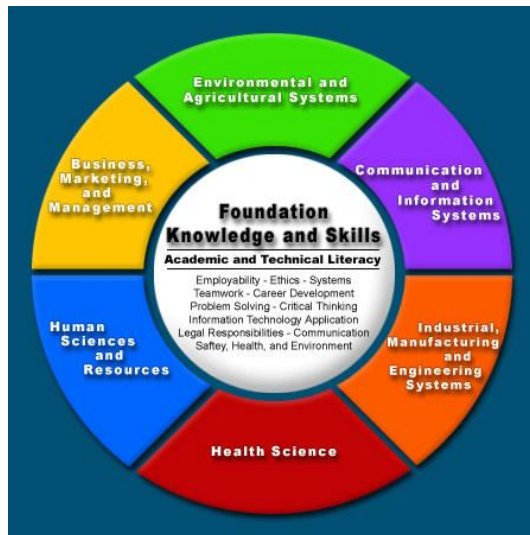 Environmental and
Agricultural Systems
Communication
and
Information
Systems
Industrial,
Manufacturing
and
Engineering
Systems
Health Science
Human
Sciences
and
Resources
Business,
Marketing,
and
Management
Foundation
Knowledge and Skills
Academic and Technical Literacy
Employability - Ethics - Systems
Teamwork - Career Development
Problem Solving - Critical Thinking
Information Technology Application
Legal Responsibilities - Communication
Saftey, Health, and Environment